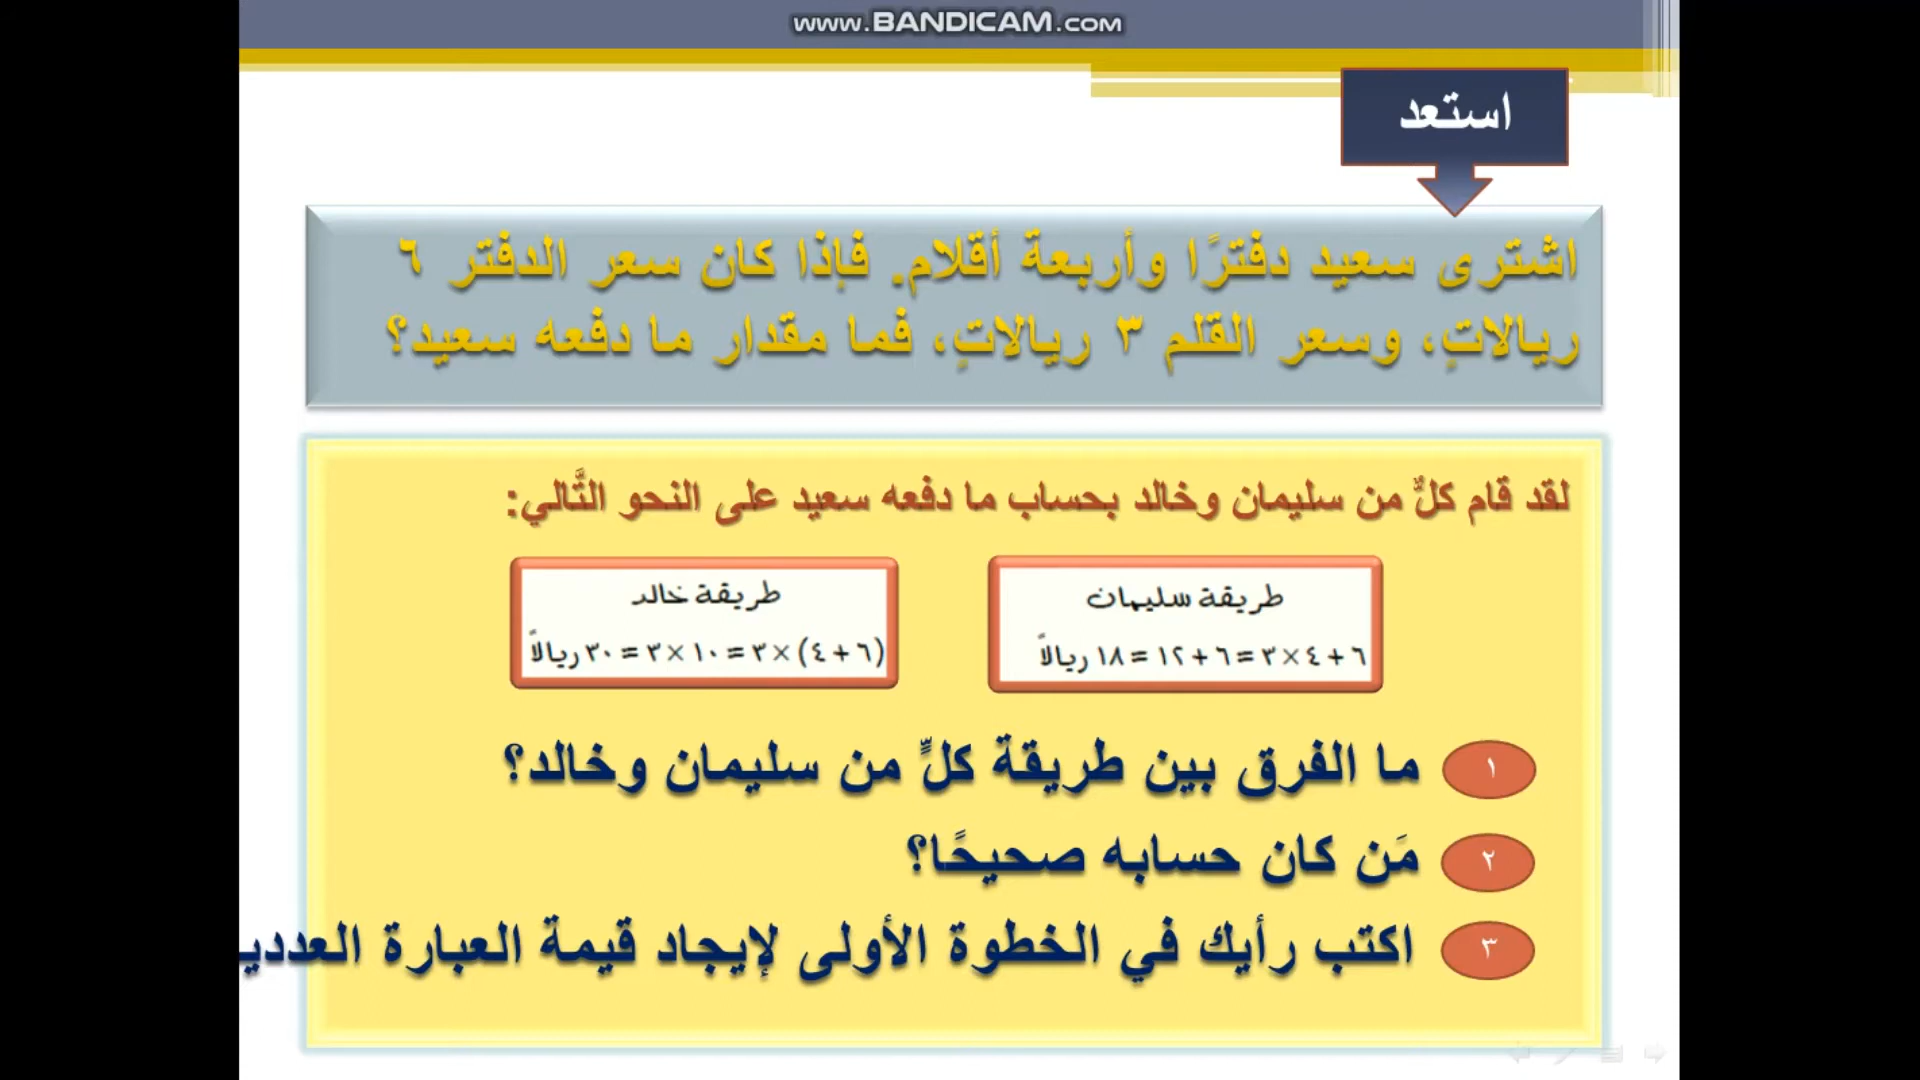 www.BANDICAM.com
استعد
اشترى سعيد دفترًا وأربعة أقلام. فإذا كان سعر الدفتر ٦
ريالاتٍ، وسعر القلم ٣ ريالاتٍ، فما مقدار ما دفعه سعيد؟
لقد قام كلٌّ من سليمان وخالد بحساب ما دفعه سعيد على النحو التَّالي:
طريقة سليمان
٦ + ٤ × ٣ = ٦ + ١٢ = ١٨ ريالاً
طريقة خالد
(٦ + ٤) × ٣ = ١٠ × ٣ = ٣٠ ريالاً
١ ما الفرق بين طريقة كلٍّ من سليمان وخالد؟
٢ مَن كان حسابه صحيحًا؟
٣ اكتب رأيك في الخطوة الأولى لإيجاد قيمة العبارة العددي